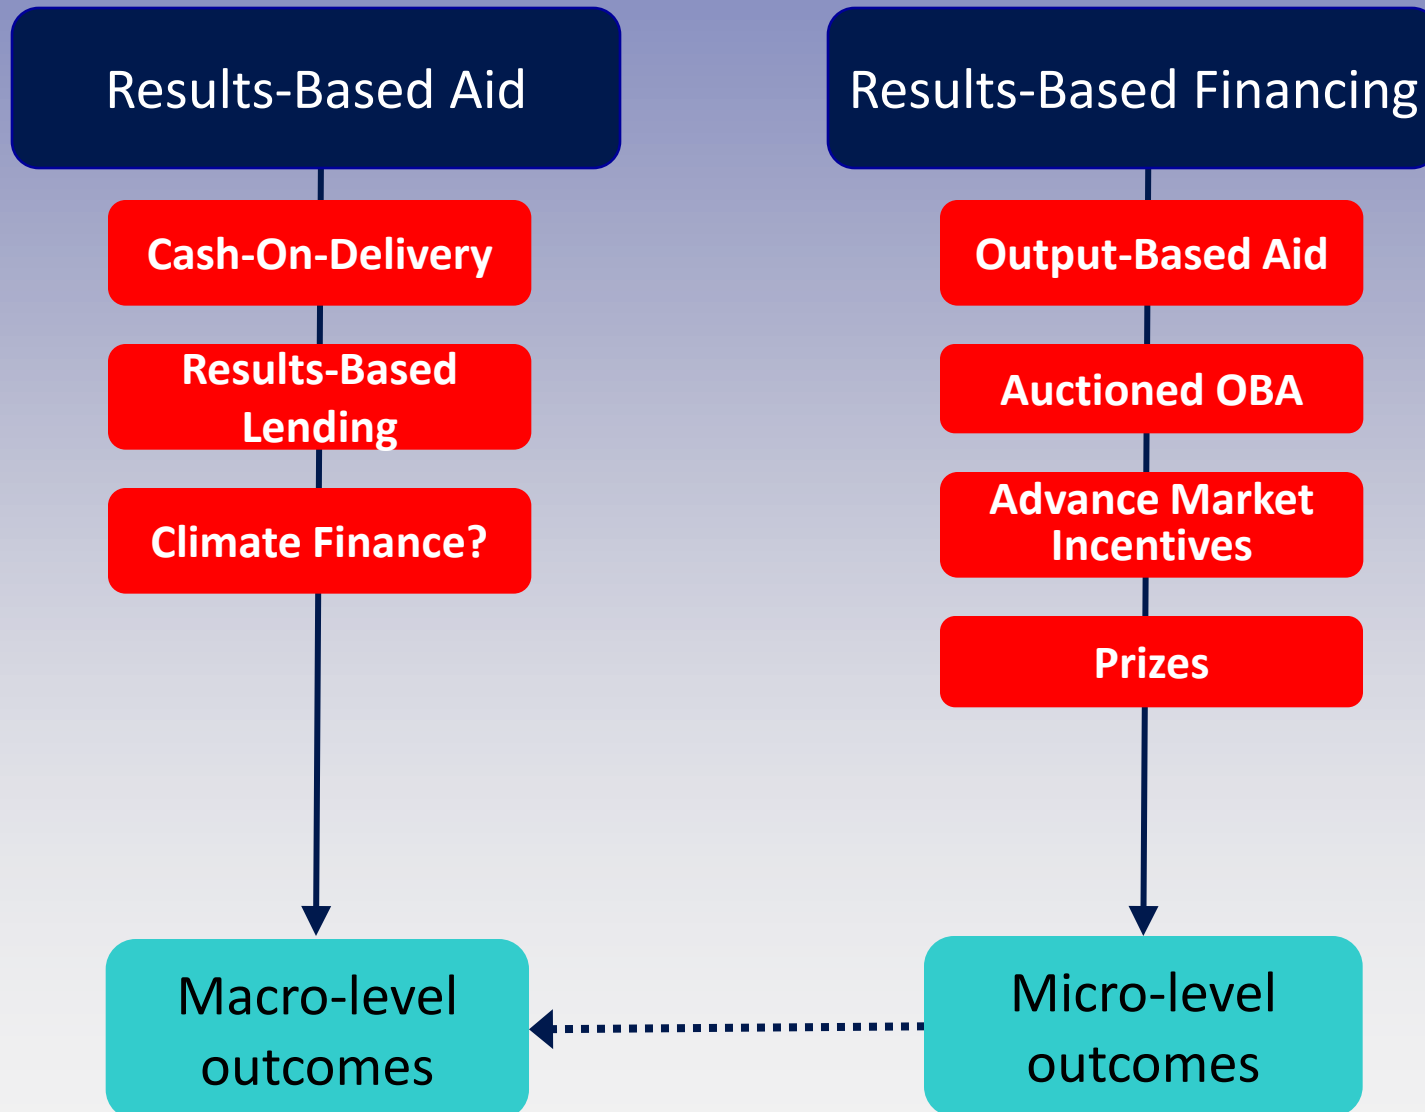 Results-Based Aid
Cash-On-Delivery
Results-Based
Lending
Climate Finance?
Macro-level
outcomes
Results-Based Financing
Output-Based Aid
Auctioned OBA
Advance Market
Incentives
Prizes
Micro-level
outcomes